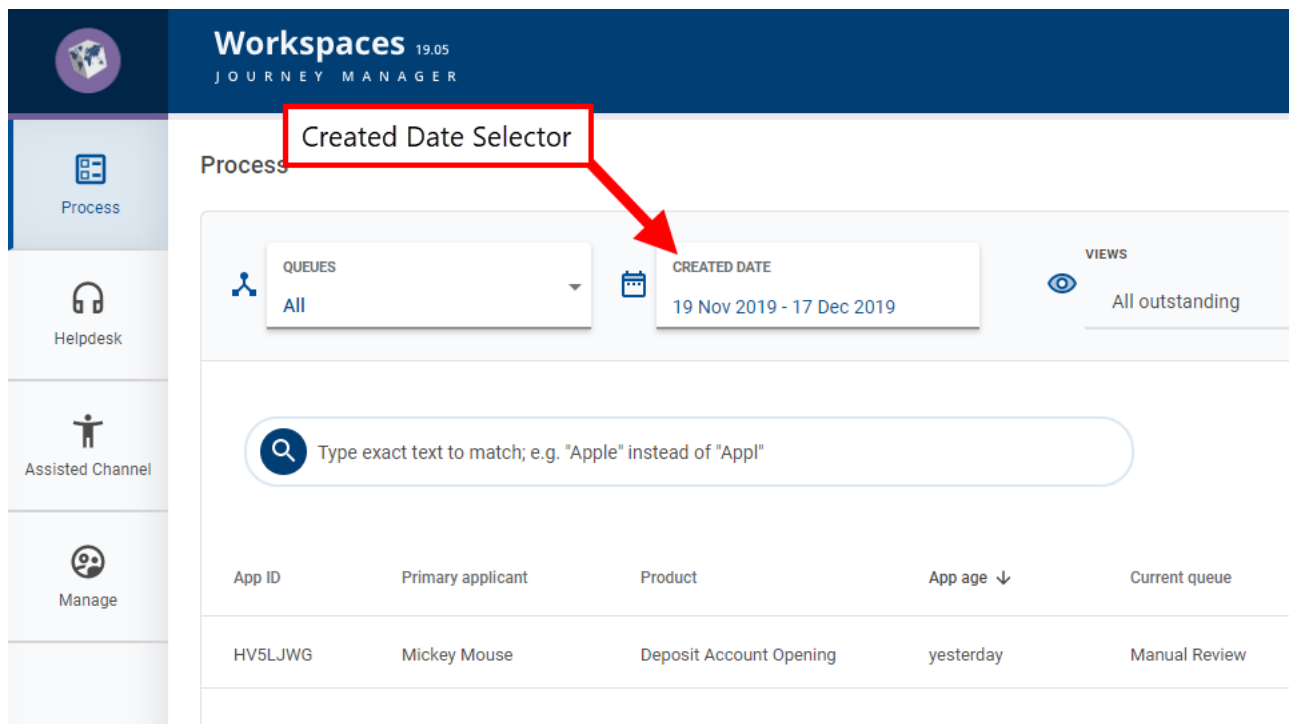 Workspaces 19.05
JOURNEY MANAGER
Created Date Selector
Process
Process
QUEUES
All
CREATED DATE
19 Nov 2019 - 17 Dec 2019
VIEWS
All outstanding
Helpdesk
Type exact text to match; e.g. "Apple" instead of "Appl"
Assisted Channel
App ID Primary applicant Product App age Current queue
Manage
HV5LJWG Mickey Mouse Deposit Account Opening yesterday Manual Review